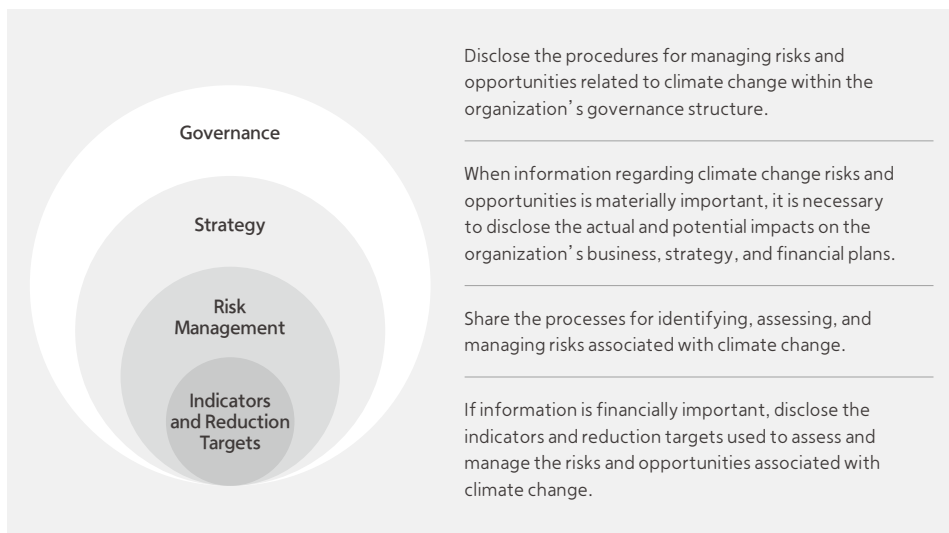 Governance
Strategy
Risk
Management
Indicators
and Reduction
Targets
Disclose the procedures for managing risks and
opportunities related to climate change within the
organization’s governance structure.
When information regarding climate change risks and
opportunities is materially important, it is necessary
to disclose the actual and potential impacts on the
organization’s business, strategy, and financial plans.
Share the processes for identifying, assessing, and
managing risks associated with climate change.
If information is financially important, disclose the
indicators and reduction targets used to assess and
manage the risks and opportunities associated with
climate change.